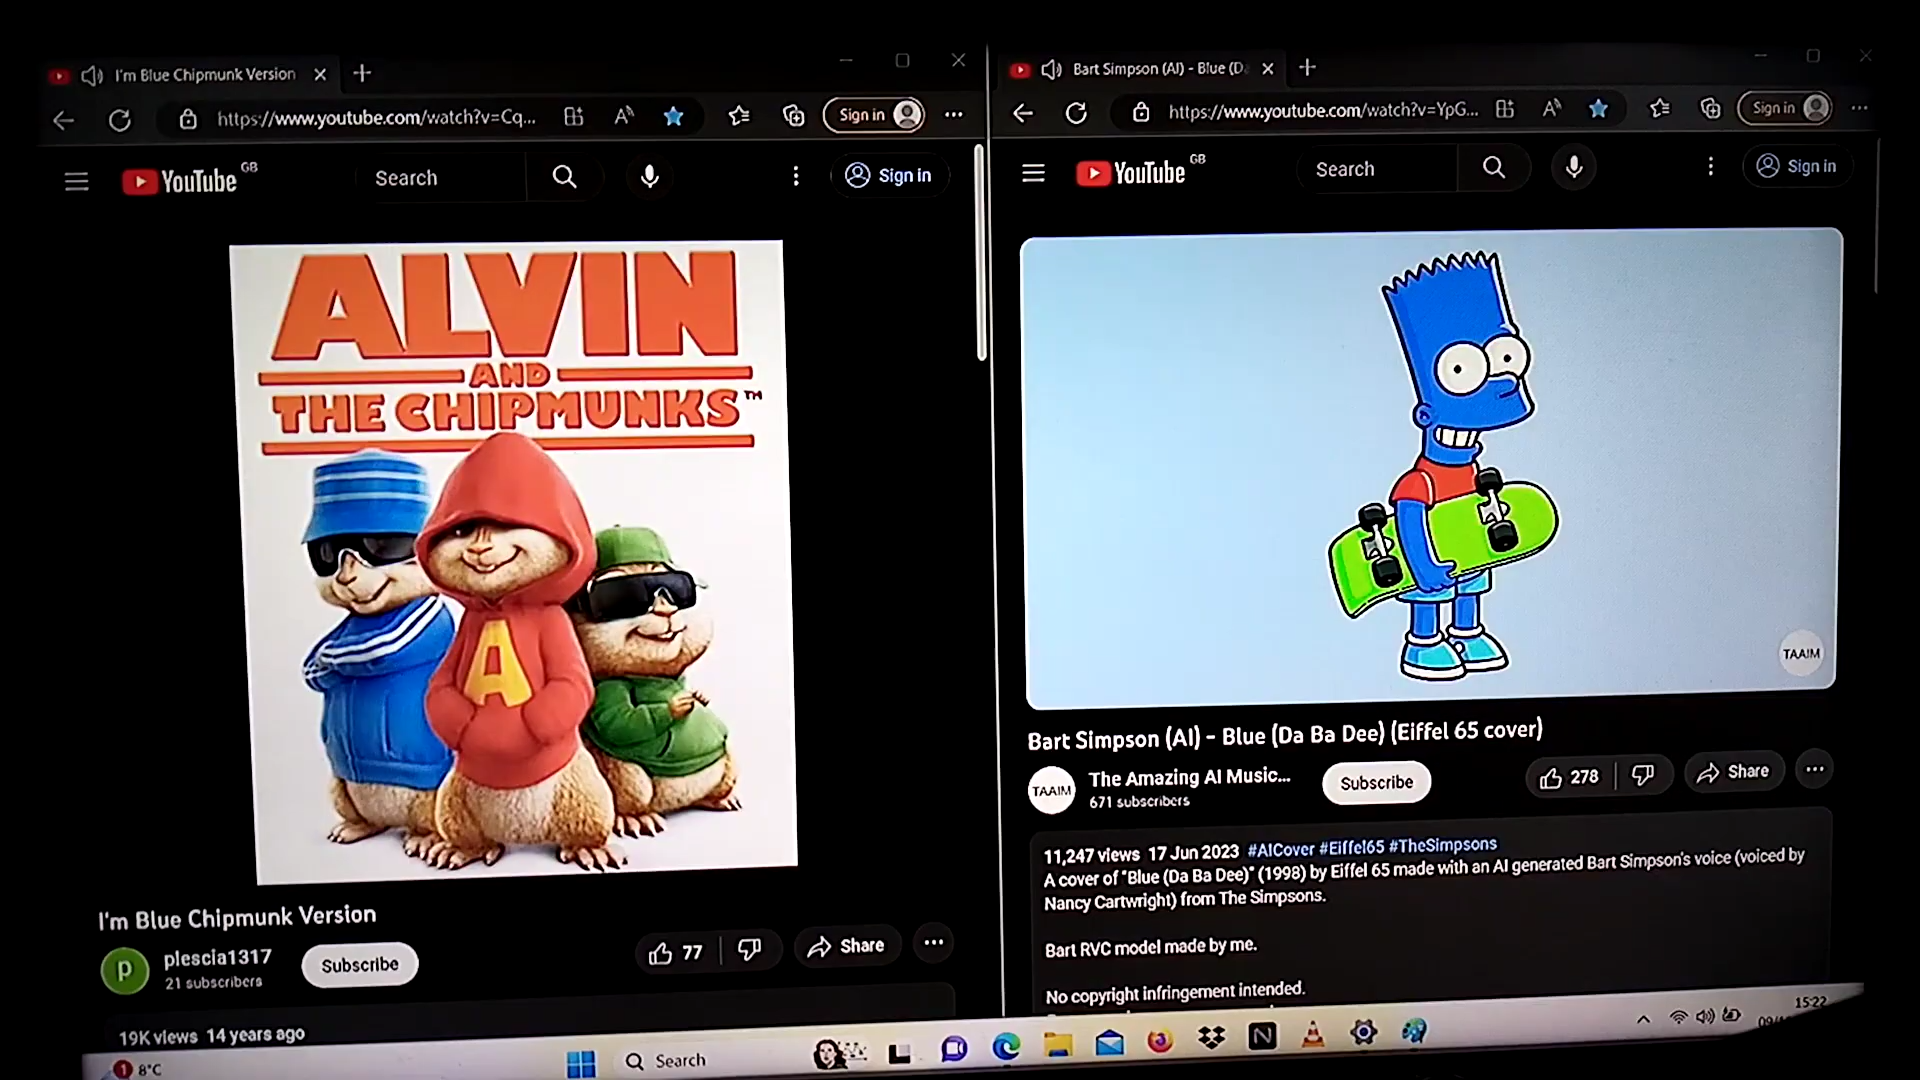 I'm Blue Chipmunk Version
https://www.youtube.com/watch?v=Cq...
Sign in
YouTube GB
Search
Sign in
ALVIN
AND
THE CHIPMUNKS™
A
I'm Blue Chipmunk Version
p
plescia1317
21 subscribers
Subscribe
77
Share
19K views 14 years ago
Bart Simpson (AI) - Blue (Da
https://www.youtube.com/watch?v=YpG...
Sign in
YouTube GB
Search
Sign in
TAAIM
Bart Simpson (AI) - Blue (Da Ba Dee) (Eiffel 65 cover)
TAAIM
The Amazing AI Music...
671 subscribers
Subscribe
278
Share
11,247 views 17 Jun 2023 #AICover #Eiffel65 #TheSimpsons
A cover of "Blue (Da Ba Dee)" (1998) by Eiffel 65 made with an AI generated Bart Simpson's voice (voiced by
Nancy Cartwright) from The Simpsons.
Bart RVC model made by me.
No copyright infringement intended.
1
8°C
Search
15:22